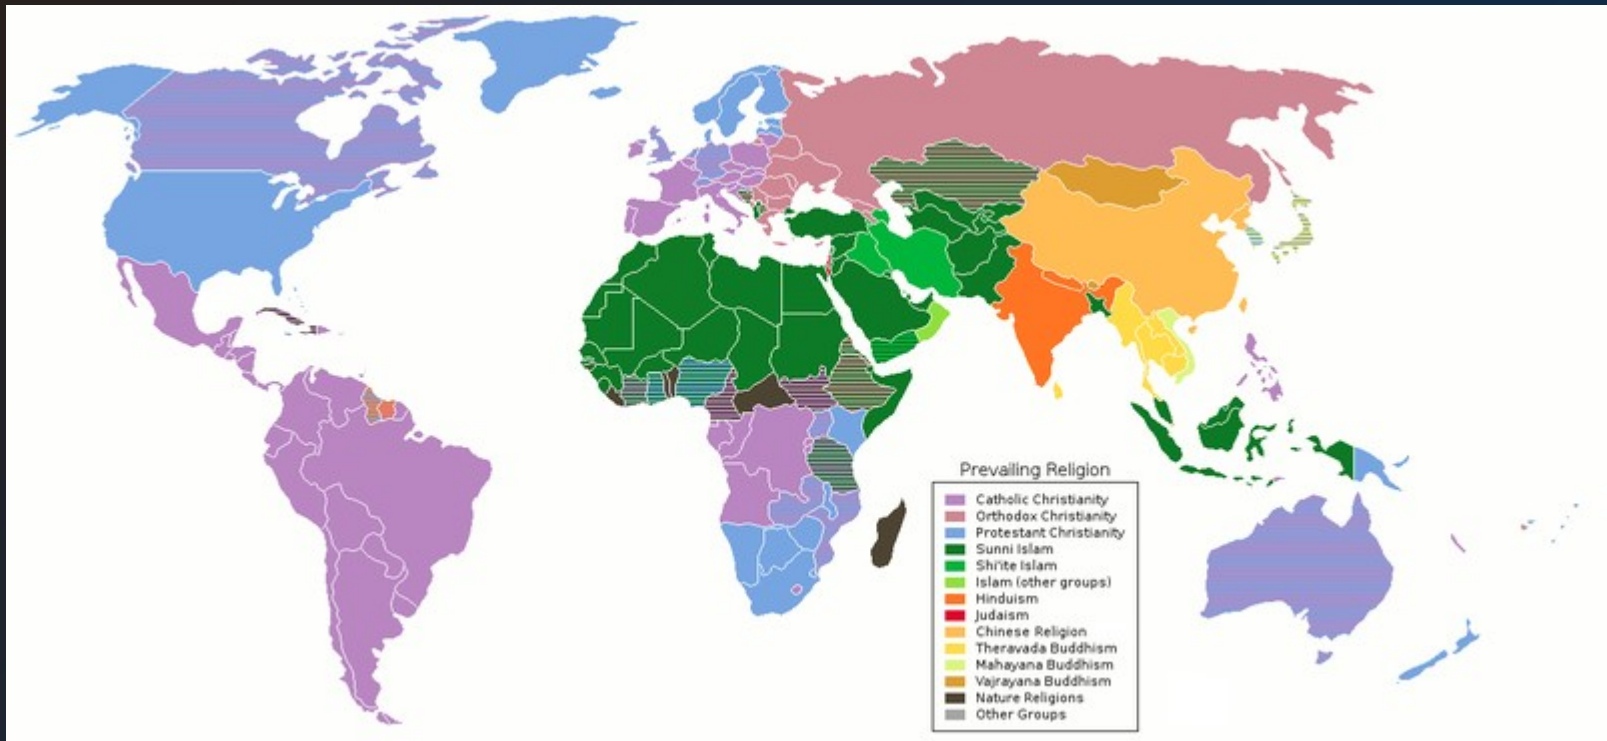 Prevailing Religion
Catholic Christianity
Orthodox Christianity
Protestant Christianity
Sunni Islam
Shi'ite Islam
Islam (other groups)
Hinduism
Judaism
Chinese Religion
Theravada Buddhism
Mahayana Buddhism
Vajrayana Buddhism
Nature Religions
Other Groups